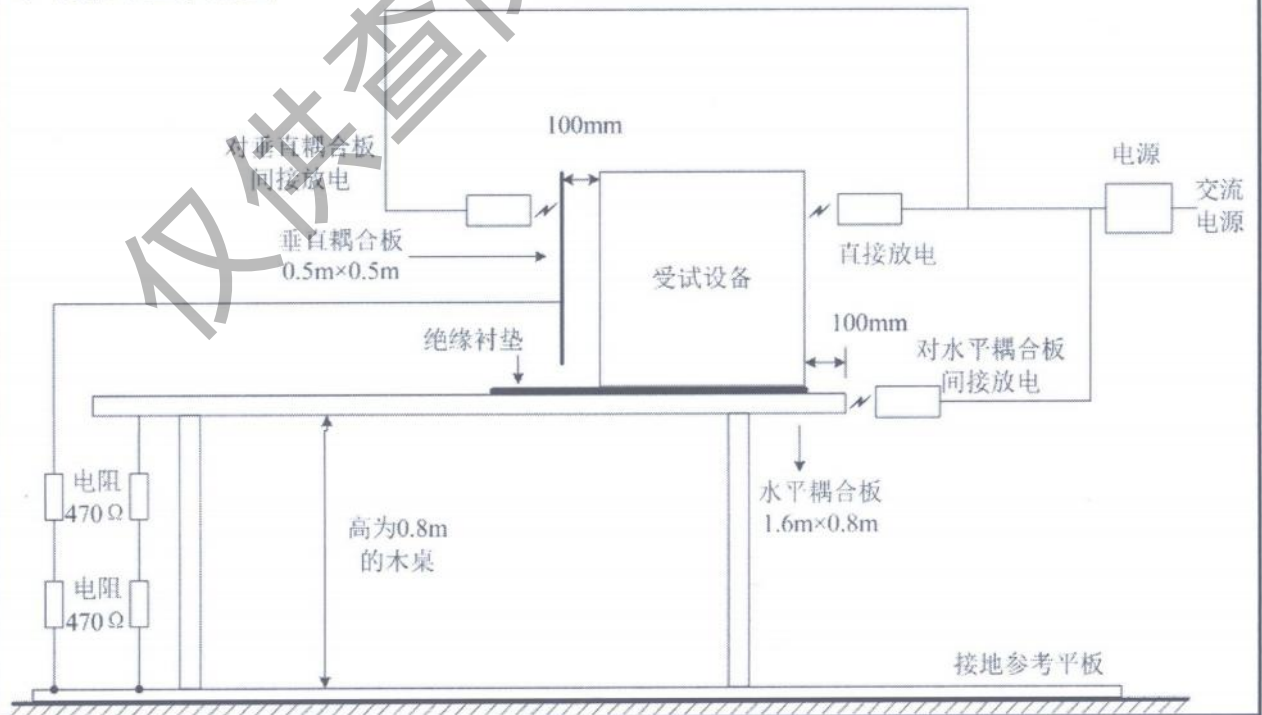 仅供查
100mm
对垂直耦合板
间接放电
电源
交流
电源
垂直耦合板
0.5m×0.5m
直接放电
受试设备
100mm
绝缘衬垫
对水平耦合板
间接放电
电阻
470Ω
水平耦合板
1.6m×0.8m
高为0.8m
的木桌
电阻
470Ω
接地参考平板